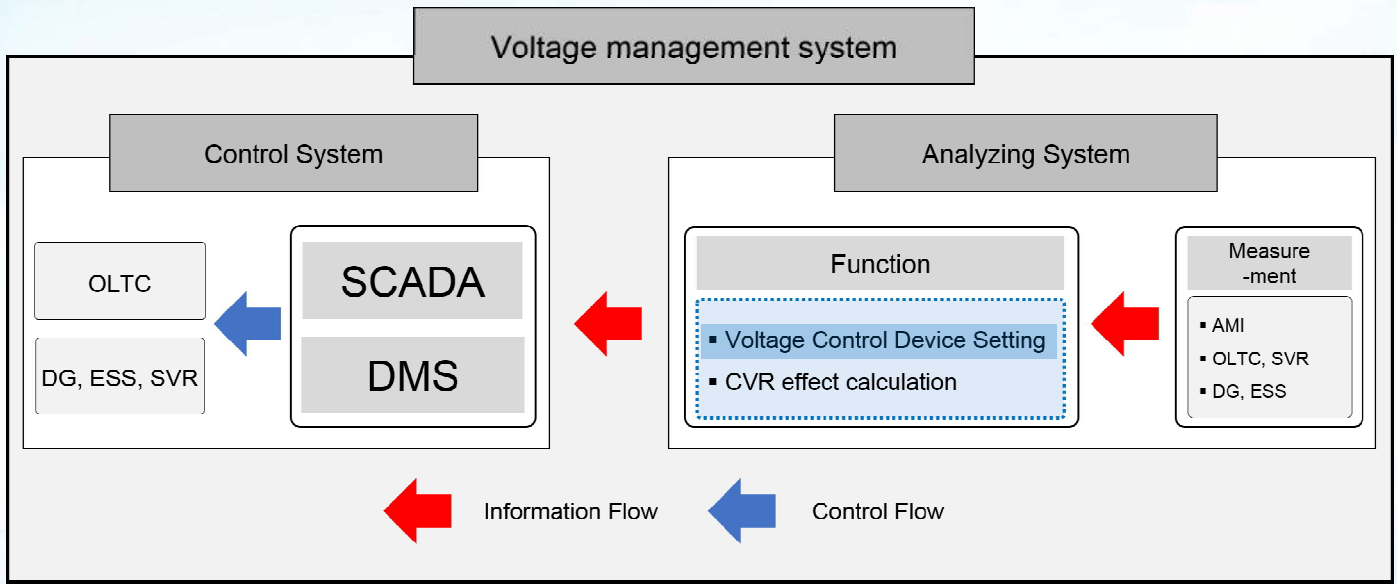 Voltage management system
Control System
OLTC
DG, ESS, SVR
SCADA
DMS
Analyzing System
Function
▪ Voltage Control Device Setting
▪ CVR effect calculation
Measure
-ment
▪ AMI
▪ OLTC, SVR
▪ DG, ESS
Information Flow
Control Flow